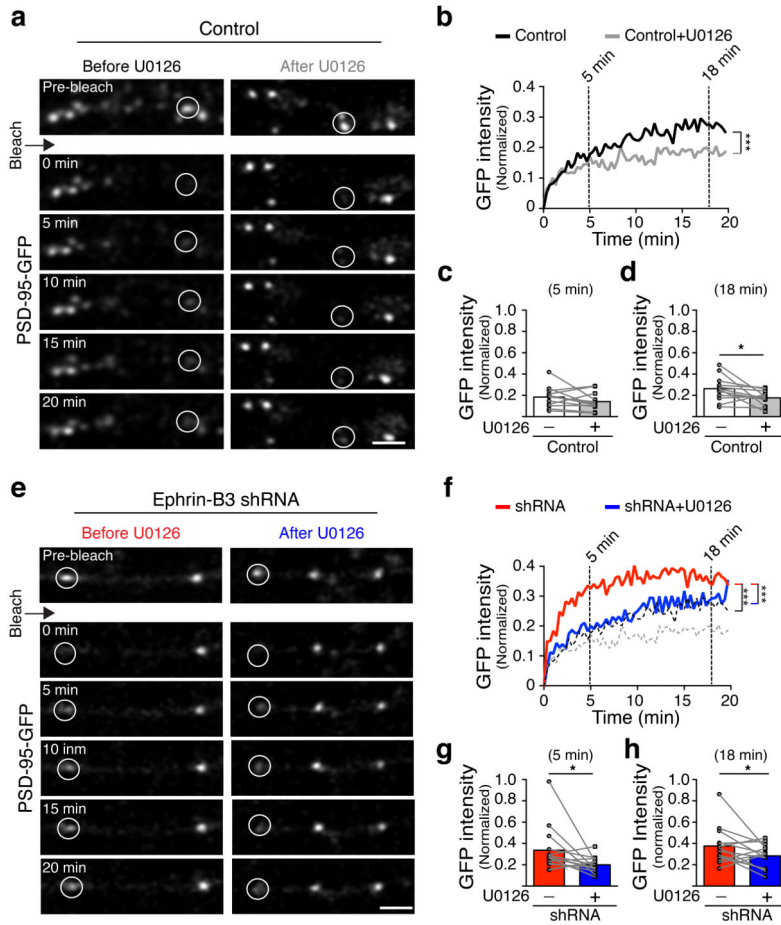 a
Control
Before U0126
After U0126
Pre-bleach
Bleach
0 min
5 min
10 min
15 min
20 min
PSD-95-GFP
b
Control
Control+U0126
5 min
18 min
0.4
0.3
0.2
0.1
0
GFP intensity
(Normalized)
***
0 5 10 15 20
Time (min)
c
(5 min)
GFP intensity
(Normalized)
1.0
0.8
0.6
0.4
0.2
U0126 – +
Control
d
(18 min)
*
GFP intensity
(Normalized)
1.0
0.8
0.6
0.4
0.2
U0126 – +
Control
e
Ephrin-B3 shRNA
Before U0126
After U0126
Pre-bleach
Bleach
0 min
5 min
10 inm
15 min
20 min
PSD-95-GFP
f
shRNA
shRNA+U0126
5 min
18 min
0.4
0.3
0.2
0.1
0
GFP intensity
(Normalized)
***
***
0 5 10 15 20
Time (min)
g
(5 min)
*
GFP intensity
(Normalized)
1.0
0.8
0.6
0.4
0.2
U0126 – +
shRNA
h
(18 min)
*
GFP Intensity
(normalized)
1.0
0.8
0.6
0.4
0.2
U0126 – +
shRNA